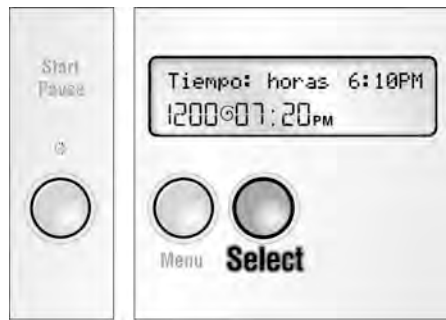 Start
Pause
Tiempo: horas 6:10PM
1200 07:20PM
Menu
Select